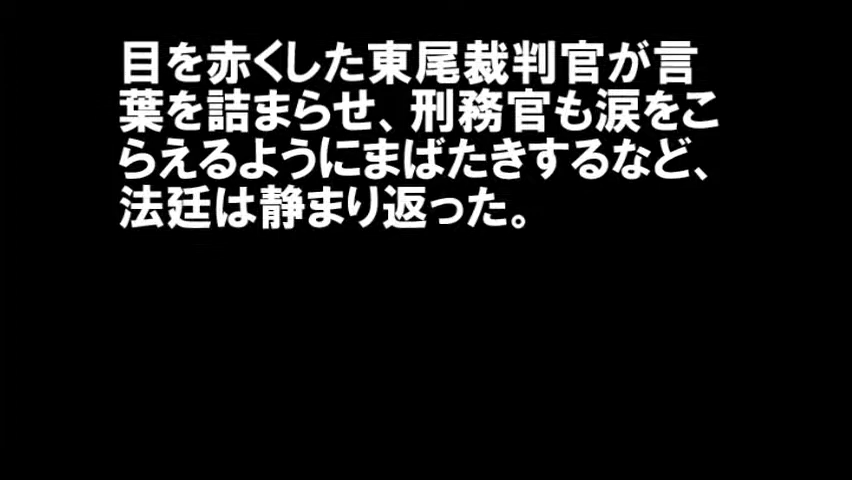 目を赤くした東尾裁判官が言
葉を詰まらせ、刑務官も涙をこ
らえるようにまばたきするなど、
法廷は静まり返った。